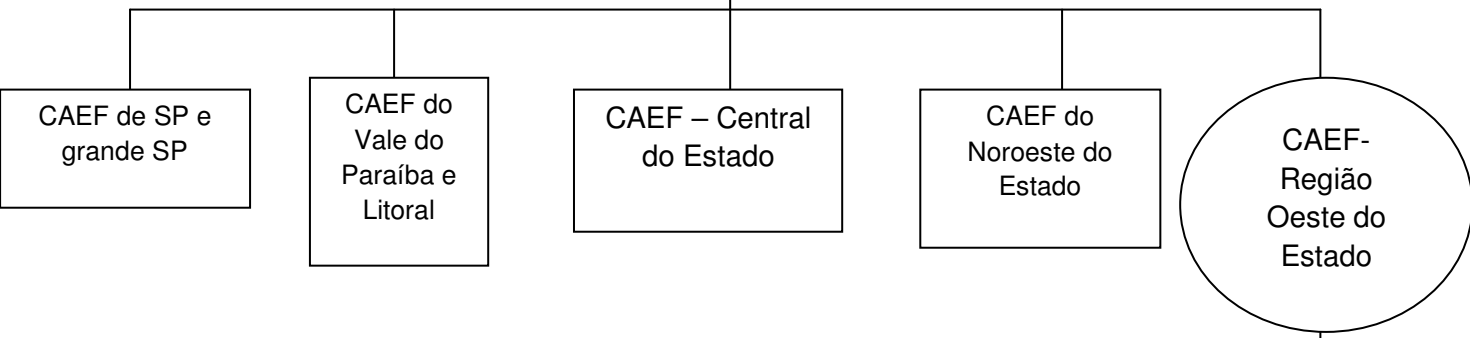 CAEF de SP e
grande SP
CAEF do
Vale do
Paraíba e
Litoral
CAEF – Central
do Estado
CAEF do
Noroeste do
Estado
CAEF-
Região
Oeste do
Estado